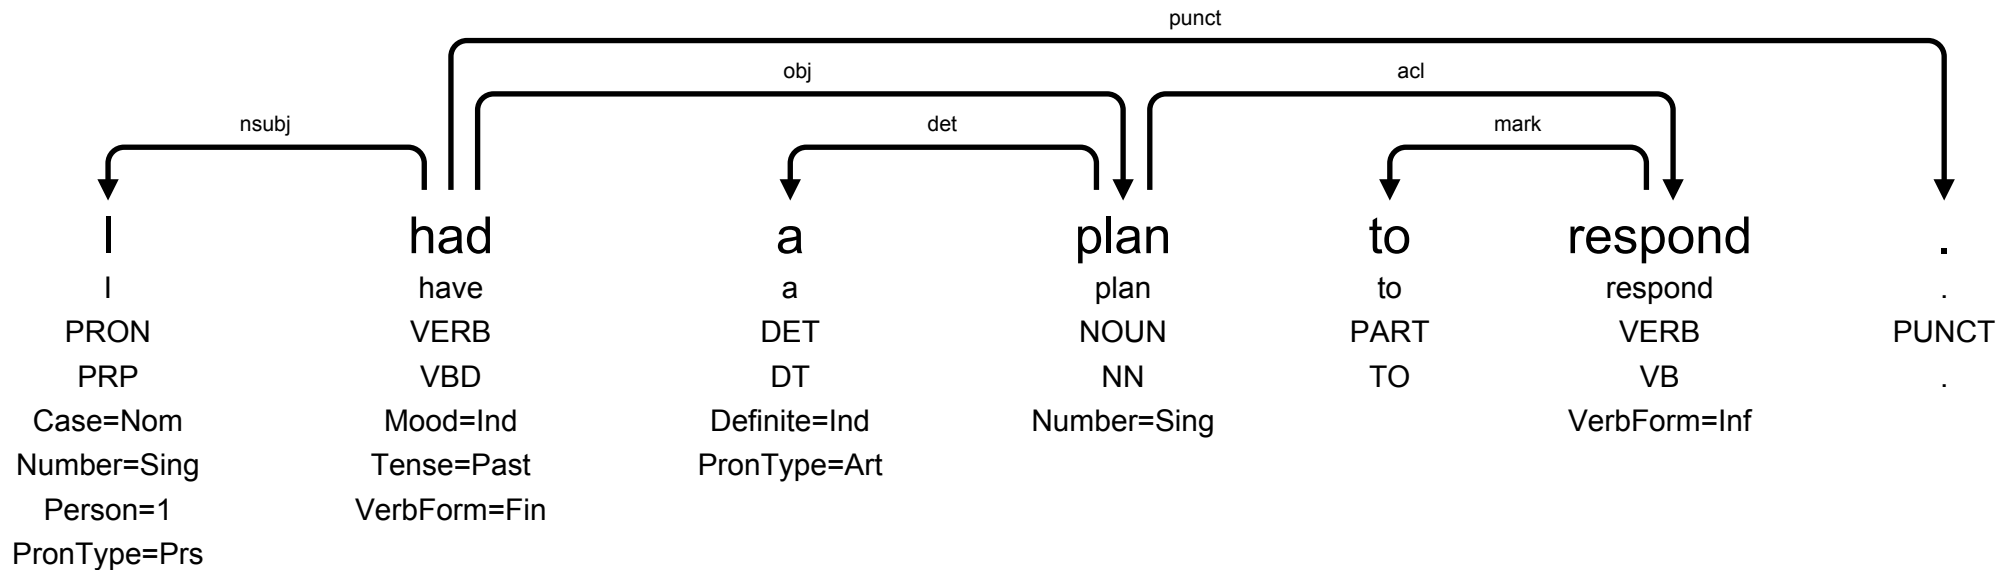 punct
obj acl
nsubj det mark
I had a plan to respond .
I have a plan to respond .
PRON VERB DET NOUN PART VERB PUNCT
PRP VBD DT NN TO VB .
Case=Nom Mood=Ind Definite=Ind Number=Sing VerbForm=Inf
Number=Sing Tense=Past PronType=Art
Person=1 VerbForm=Fin
PronType=Prs